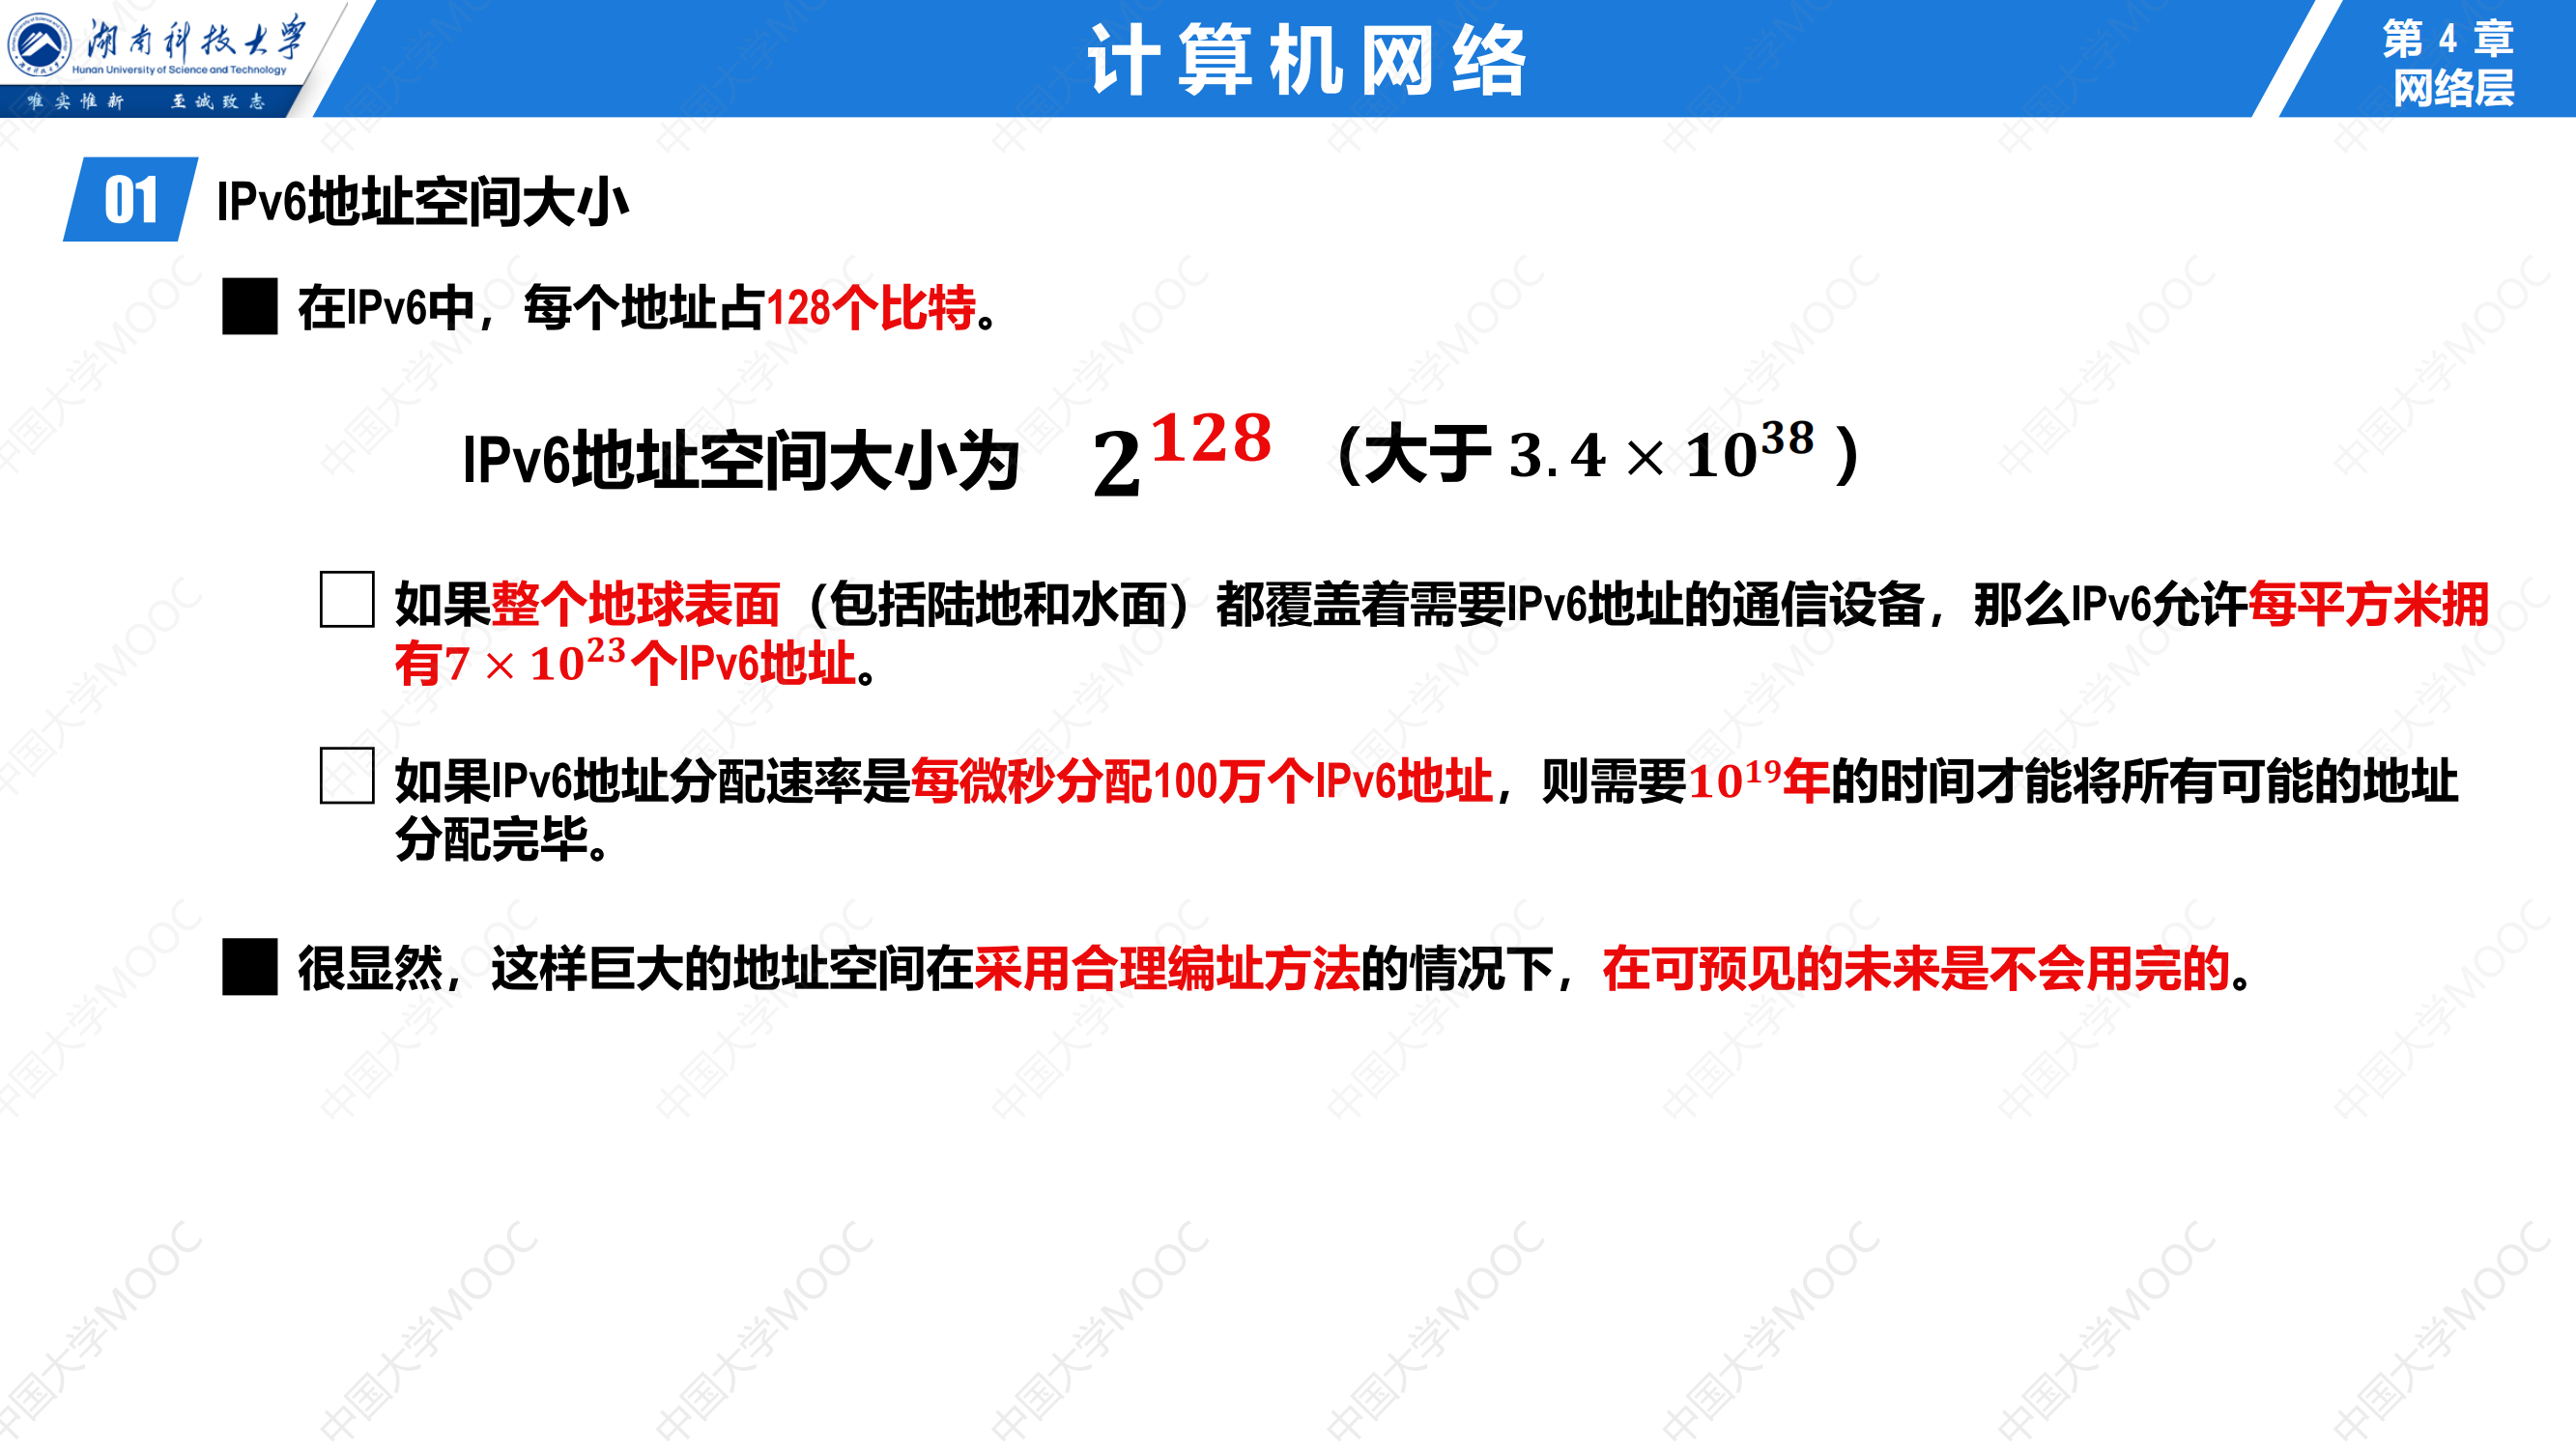 湖南科技大学
Hunan University of Science and Technology
唯实惟新 至诚致志
计算机网络
第 4 章
网络层
01 IPv6地址空间大小
在IPv6中，每个地址占128个比特。
IPv6地址空间大小为 2^128 （大于 3.4 × 10^38 ）
如果整个地球表面（包括陆地和水面）都覆盖着需要IPv6地址的通信设备，那么IPv6允许每平方米拥
有7 × 10^23个IPv6地址。
如果IPv6地址分配速率是每微秒分配100万个IPv6地址，则需要10^19年的时间才能将所有可能的地址
分配完毕。
很显然，这样巨大的地址空间在采用合理编址方法的情况下，在可预见的未来是不会用完的。
中国大学MOOC